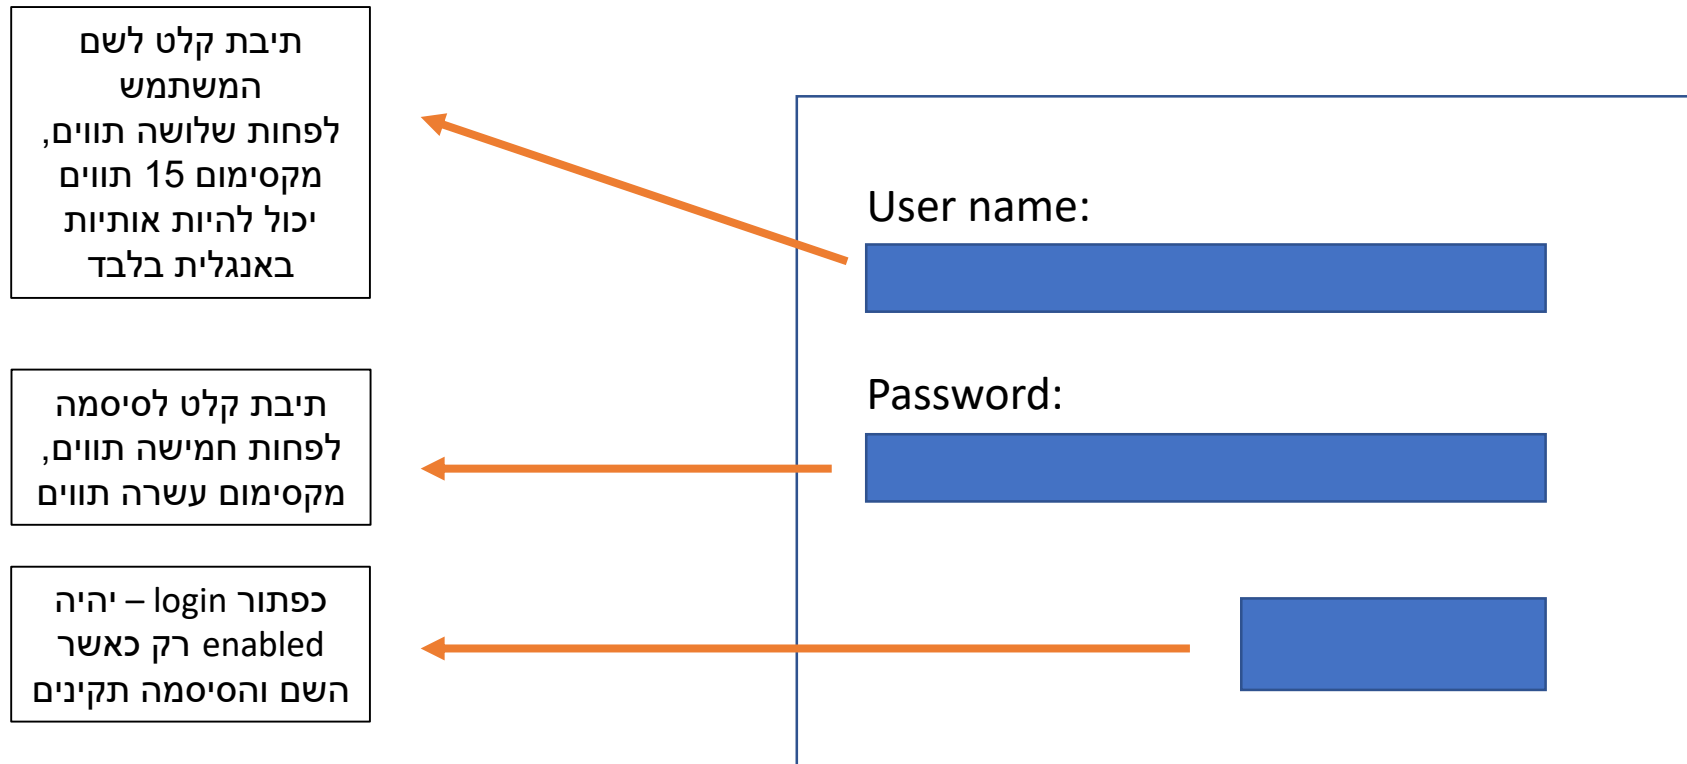 תיבת קלט לשם
המשתמש
לפחות שלושה תווים,
מקסימום 15 תווים
יכול להיות אותיות
באנגלית בלבד
User name:
תיבת קלט לסיסמה
לפחות חמישה תווים,
מקסימום עשרה תווים
Password:
כפתור login – יהיה
enabled רק כאשר
השם והסיסמה תקינים